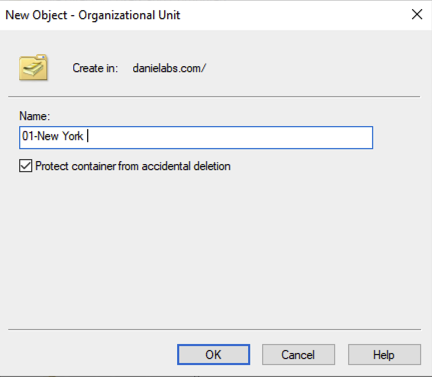 New Object - Organizational Unit
Create in: danielabs.com/
Name:
01-New York
Protect container from accidental deletion
OK Cancel Help